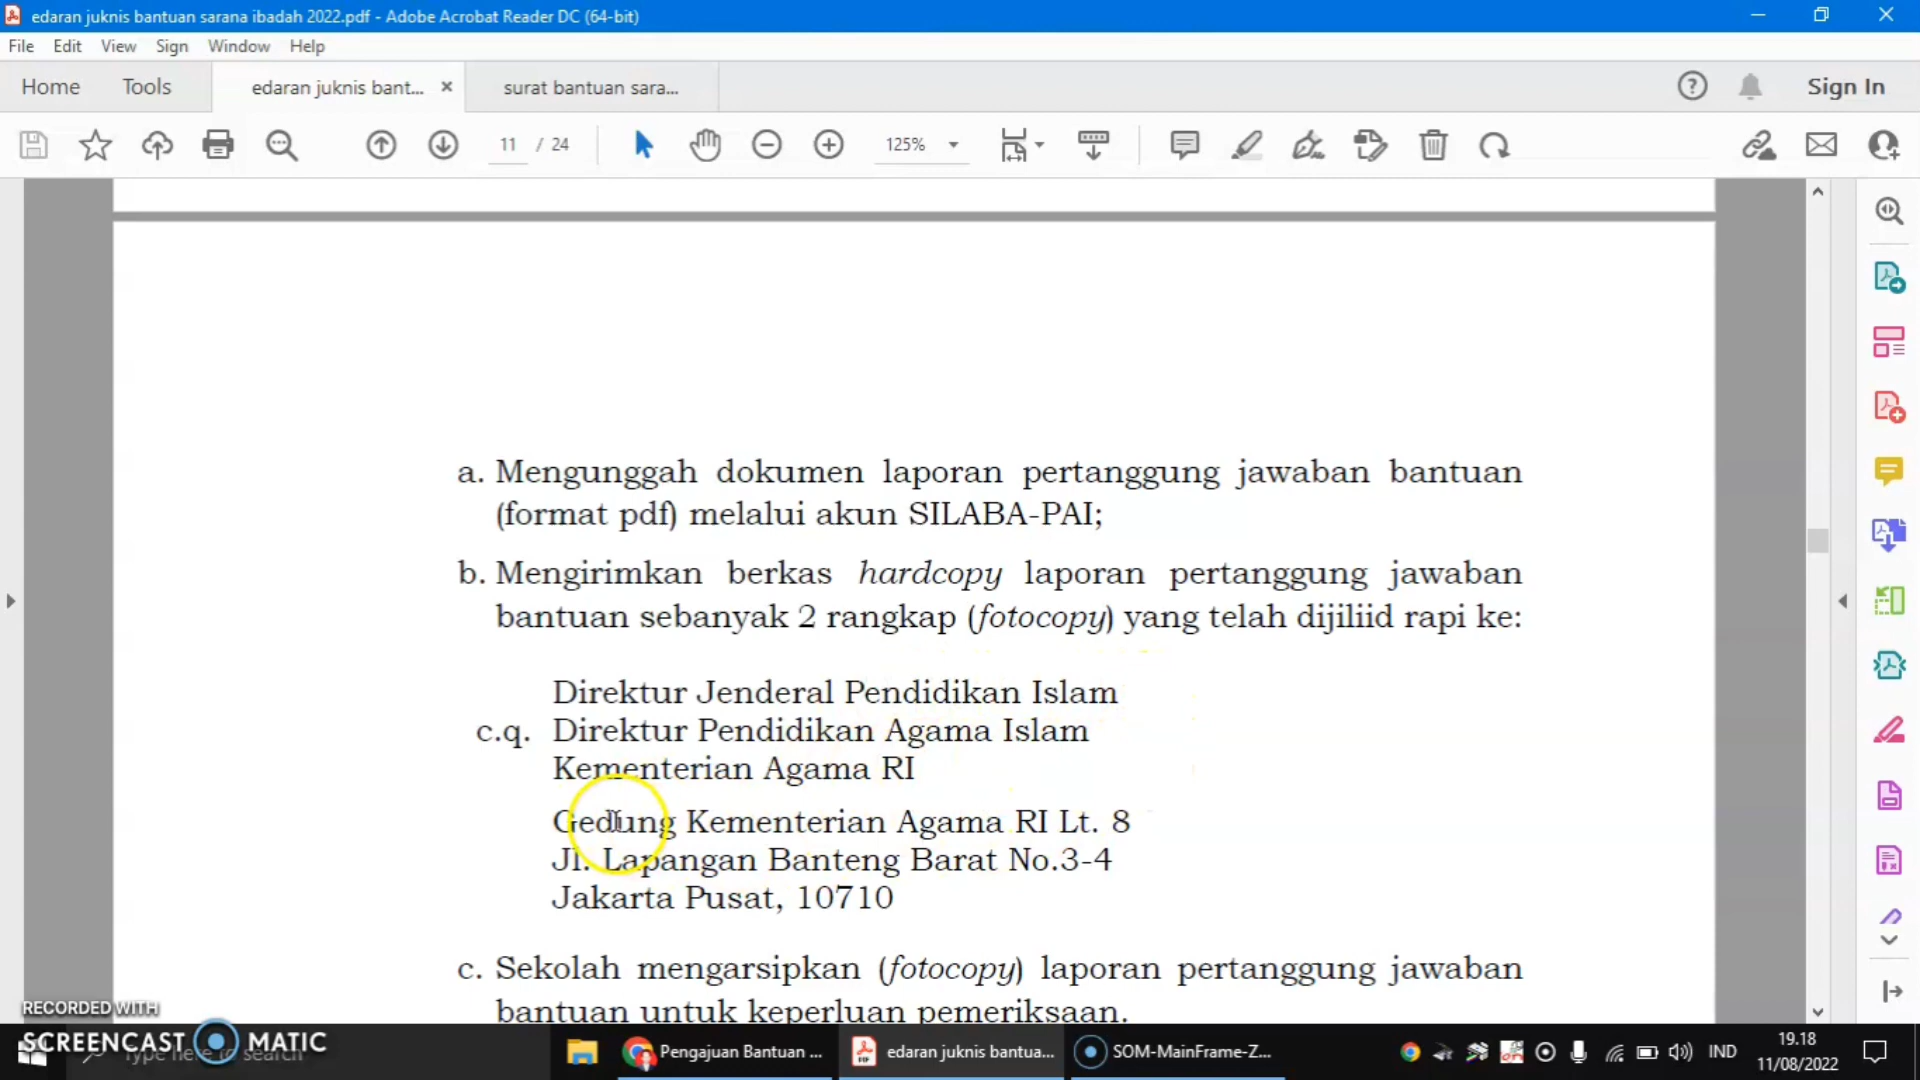 edaran juknis bantuan sarana ibadah 2022.pdf - Adobe Acrobat Reader DC (64-bit)
File Edit View Sign Window Help
Home Tools edaran juknis bant... × surat bantuan sara... Sign In
11 / 24 125%
a. Mengunggah dokumen laporan pertanggung jawaban bantuan
(format pdf) melalui akun SILABA-PAI;
b. Mengirimkan berkas hardcopy laporan pertanggung jawaban
bantuan sebanyak 2 rangkap (fotocopy) yang telah dijiliid rapi ke:
Direktur Jenderal Pendidikan Islam
c.q. Direktur Pendidikan Agama Islam
Kementerian Agama RI
Gedung Kementerian Agama RI Lt. 8
Jl. Lapangan Banteng Barat No.3-4
Jakarta Pusat, 10710
c. Sekolah mengarsipkan (fotocopy) laporan pertanggung jawaban
bantuan untuk keperluan pemeriksaan.
RECORDED WITH
SCREENCAST MATIC
Type here to search
Pengajuan Bantuan ... edaran juknis bantua... SOM-MainFrame-Z... IND
19.18
11/08/2022